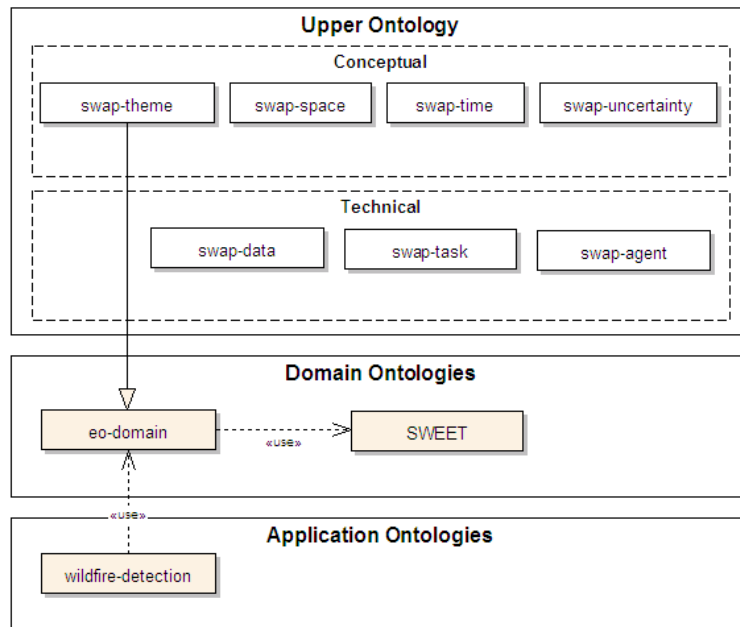 Upper Ontology
Conceptual
swap-theme
swap-space
swap-time
swap-uncertainty
Technical
swap-data
swap-task
swap-agent
Domain Ontologies
eo-domain
«use»
SWEET
«use»
Application Ontologies
wildfire-detection